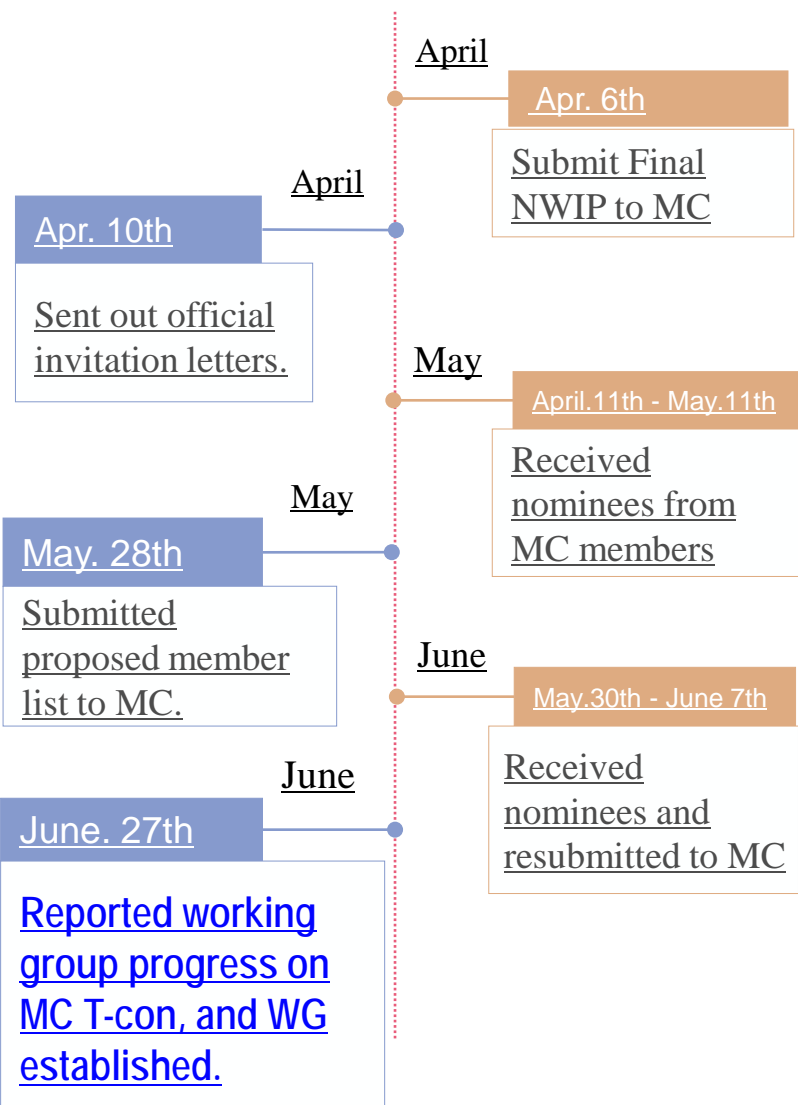 April
Apr. 6th
Submit Final
NWIP to MC
April
Apr. 10th
Sent out official
invitation letters.
May
April.11th - May.11th
Received
nominees from
MC members
May
May. 28th
Submitted
proposed member
list to MC.
June
May.30th - June 7th
Received
nominees and
resubmitted to MC
June
June. 27th
Reported working
group progress on
MC T-con, and WG
established.